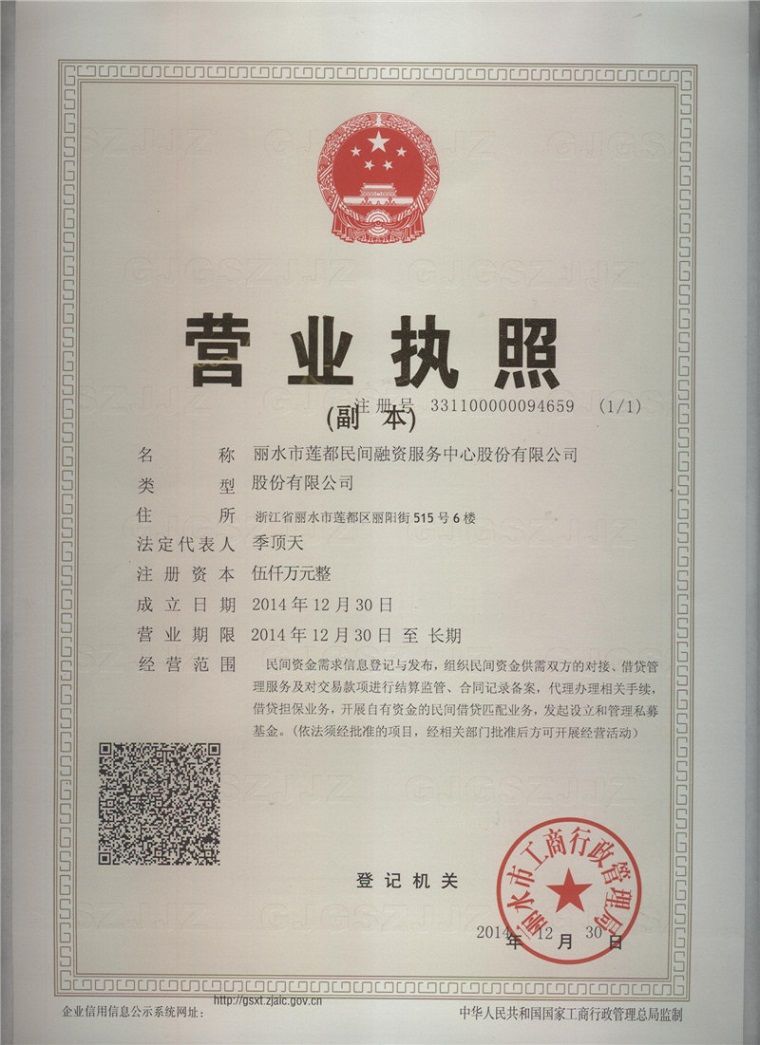 营业执照
(副本)
注册号 331100000094659 (1/1)
名称 丽水市莲都民间融资服务中心股份有限公司
类型 股份有限公司
住所 浙江省丽水市莲都区丽阳街515号6楼
法定代表人 季顶天
注册资本 伍仟万元整
成立日期 2014年12月30日
营业期限 2014年12月30日 至 长期
经营范围 民间资金需求信息登记与发布，组织民间资金供需双方的对接、借贷管
理服务及对交易款项进行结算监管、合同记录备案，代理办理相关手续，
借贷担保业务，开展自有资金的民间借贷匹配业务，发起设立和管理私募
基金。(依法须经批准的项目，经相关部门批准后方可开展经营活动)
丽水市工商行政管理局
登记机关
2014年12月30日
http://gsxt.zjaic.gov.cn
企业信用信息公示系统网址：
中华人民共和国国家工商行政管理总局监制